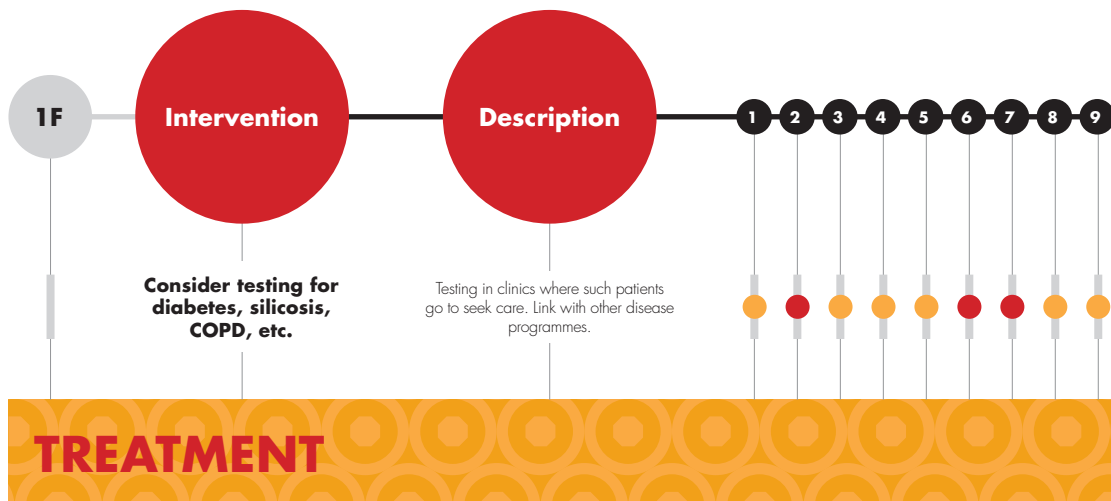 1F
Intervention
Description
1 2 3 4 5 6 7 8 9
Consider testing for
diabetes, silicosis,
COPD, etc.
Testing in clinics where such patients
go to seek care. Link with other disease
programmes.
TREATMENT